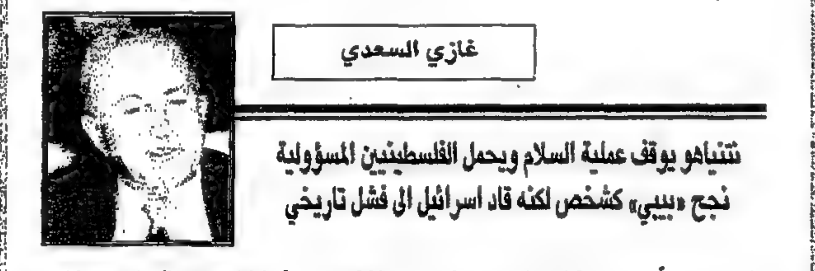 غازي السعدي
نتنياهو يوقف عملية السلام ويحمل الفلسطينيين المسؤولية
نجح «بيبي» كشخص لكنه قاد اسرائيل الى فشل تاريخي